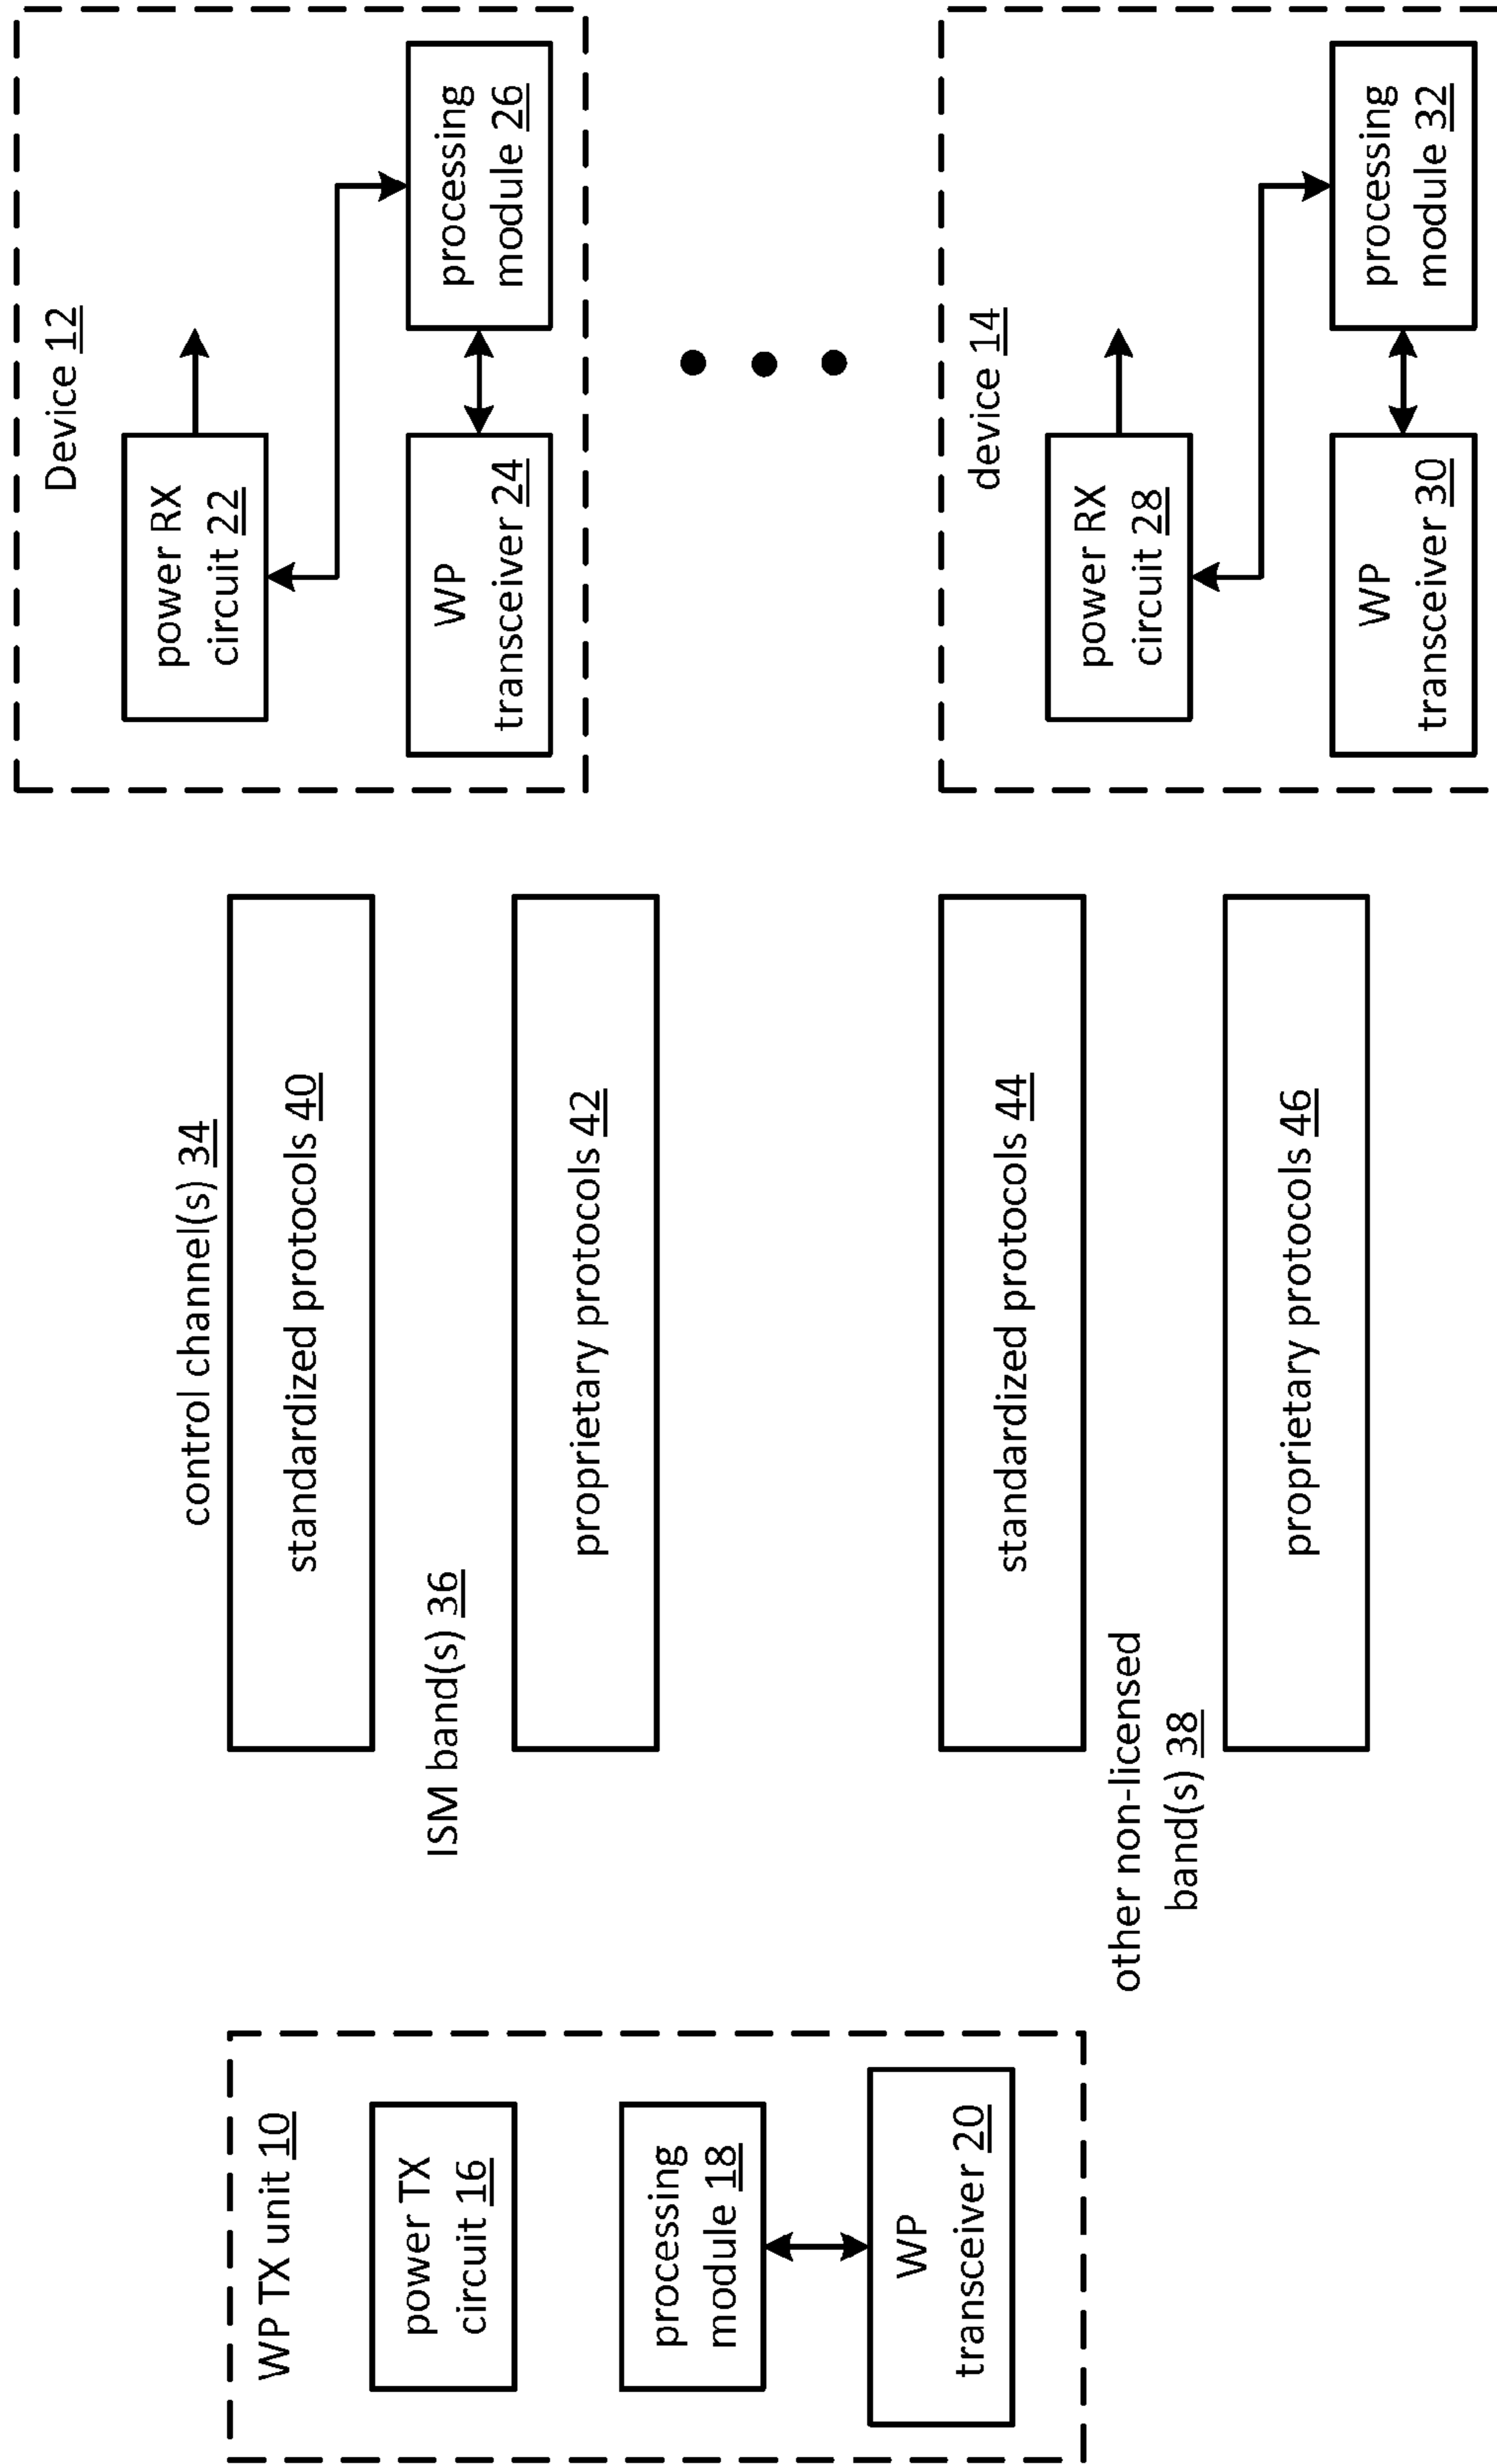 WP TX unit 10
power TX
circuit 16
processing
module 18
WP
transceiver 20
control channel(s) 34
standardized protocols 40
ISM band(s) 36
proprietary protocols 42
standardized protocols 44
other non-licensed
band(s) 38
proprietary protocols 46
Device 12
power RX
circuit 22
WP
transceiver 24
processing
module 26
device 14
power RX
circuit 28
WP
transceiver 30
processing
module 32